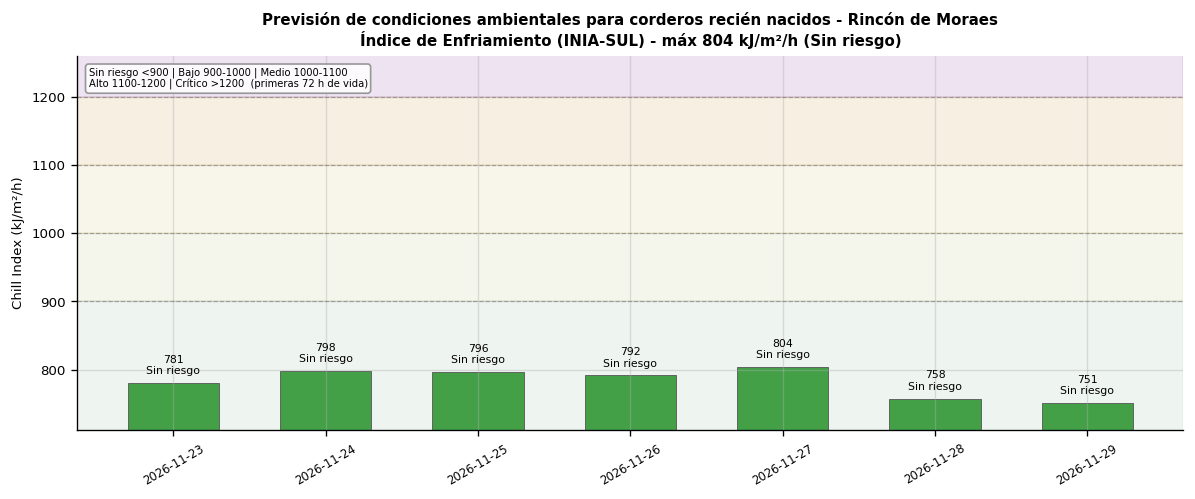 Previsión de condiciones ambientales para corderos recién nacidos - Rincón de Moraes
Índice de Enfriamiento (INIA-SUL) - máx 804 kJ/m²/h (Sin riesgo)
Sin riesgo <900 | Bajo 900-1000 | Medio 1000-1100
Alto 1100-1200 | Crítico >1200  (primeras 72 h de vida)
Chill Index (kJ/m²/h)
1200
1100
1000
900
800
781
Sin riesgo
798
Sin riesgo
796
Sin riesgo
792
Sin riesgo
804
Sin riesgo
758
Sin riesgo
751
Sin riesgo
2026-11-23
2026-11-24
2026-11-25
2026-11-26
2026-11-27
2026-11-28
2026-11-29